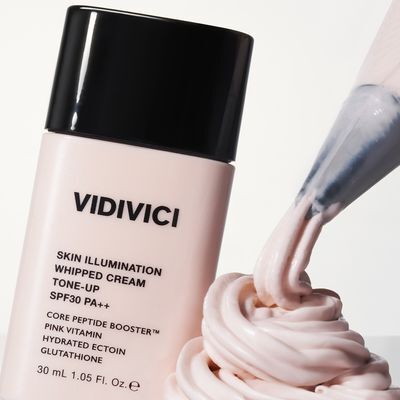 VIDIVICI
SKIN ILLUMINATION
WHIPPED CREAM
TONE-UP
SPF30 PA++
CORE PEPTIDE BOOSTER™
PINK VITAMIN
HYDRATED ECTOIN
GLUTATHIONE
30 mL 1.05 Fl. Oz.℮